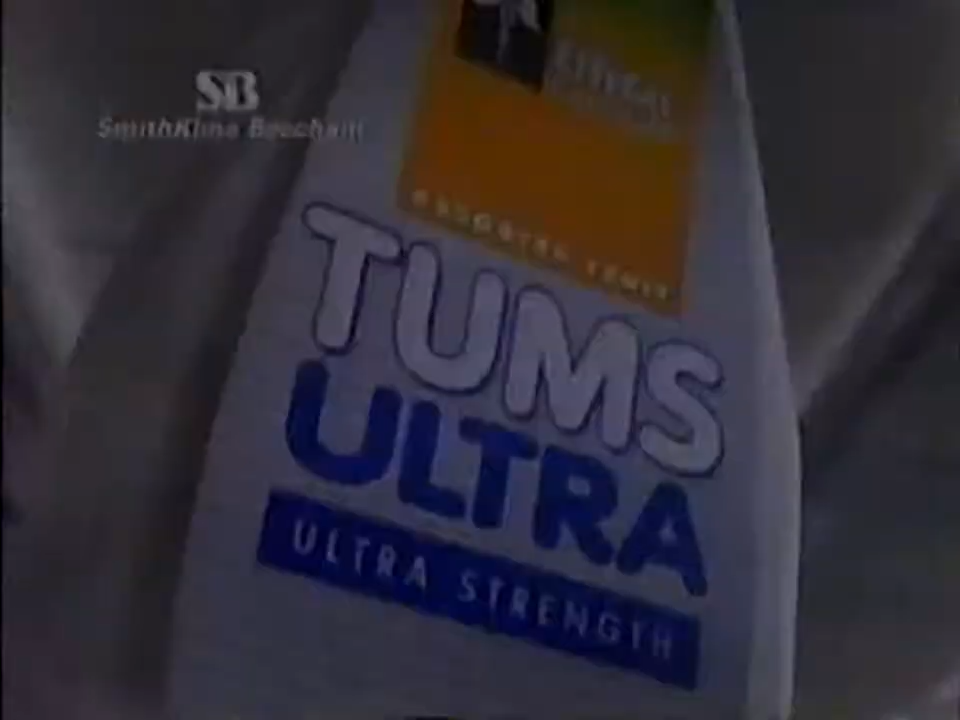 SB
SmithKline Beecham
TUMS
ULTRA
ULTRA STRENGTH